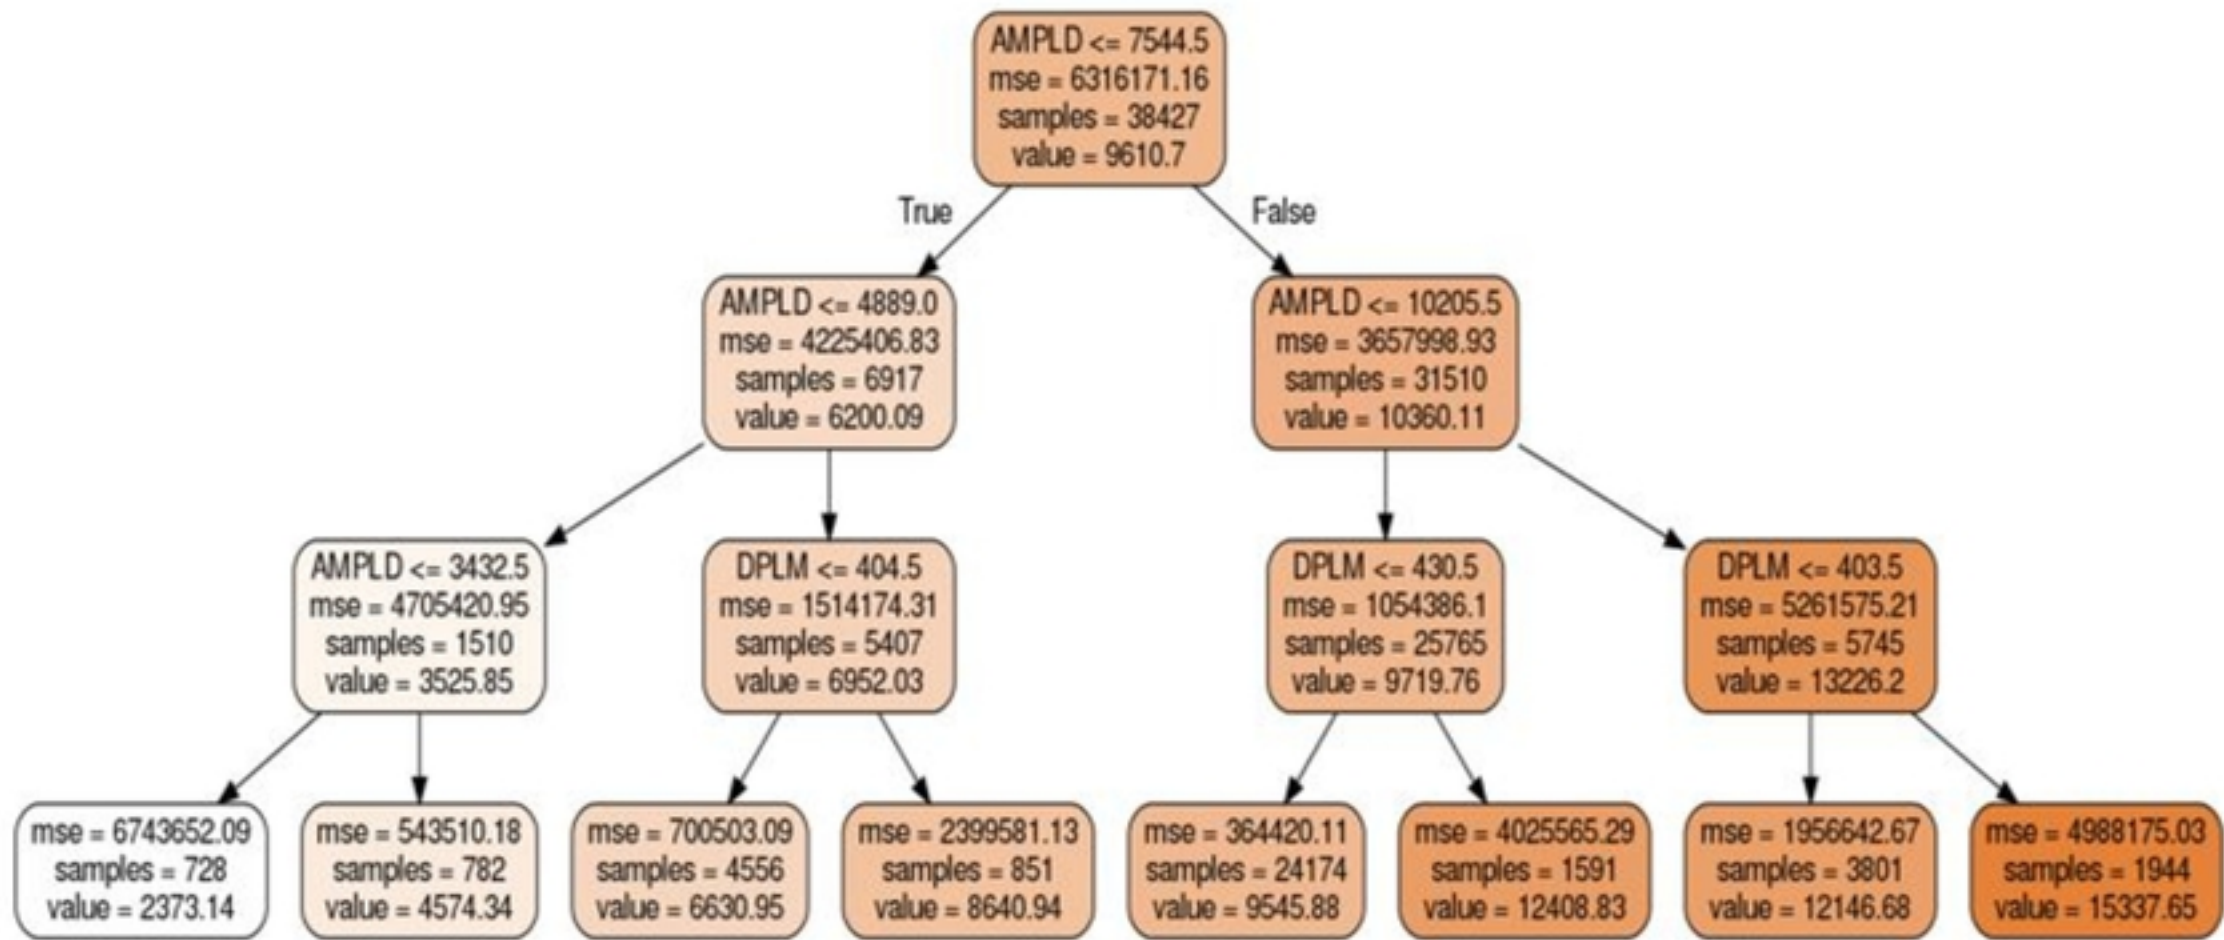 AMPLD <= 7544.5
mse = 6316171.16
samples = 38427
value = 9610.7
True
False
AMPLD <= 4889.0
mse = 4225406.83
samples = 6917
value = 6200.09
AMPLD <= 10205.5
mse = 3657998.93
samples = 31510
value = 10360.11
AMPLD <= 3432.5
mse = 4705420.95
samples = 1510
value = 3525.85
DPLM <= 404.5
mse = 1514174.31
samples = 5407
value = 6952.03
DPLM <= 430.5
mse = 1054386.1
samples = 25765
value = 9719.76
DPLM <= 403.5
mse = 5261575.21
samples = 5745
value = 13226.2
mse = 6743652.09
samples = 728
value = 2373.14
mse = 543510.18
samples = 782
value = 4574.34
mse = 700503.09
samples = 4556
value = 6630.95
mse = 2399581.13
samples = 851
value = 8640.94
mse = 364420.11
samples = 24174
value = 9545.88
mse = 4025565.29
samples = 1591
value = 12408.83
mse = 1956642.67
samples = 3801
value = 12146.68
mse = 4988175.03
samples = 1944
value = 15337.65